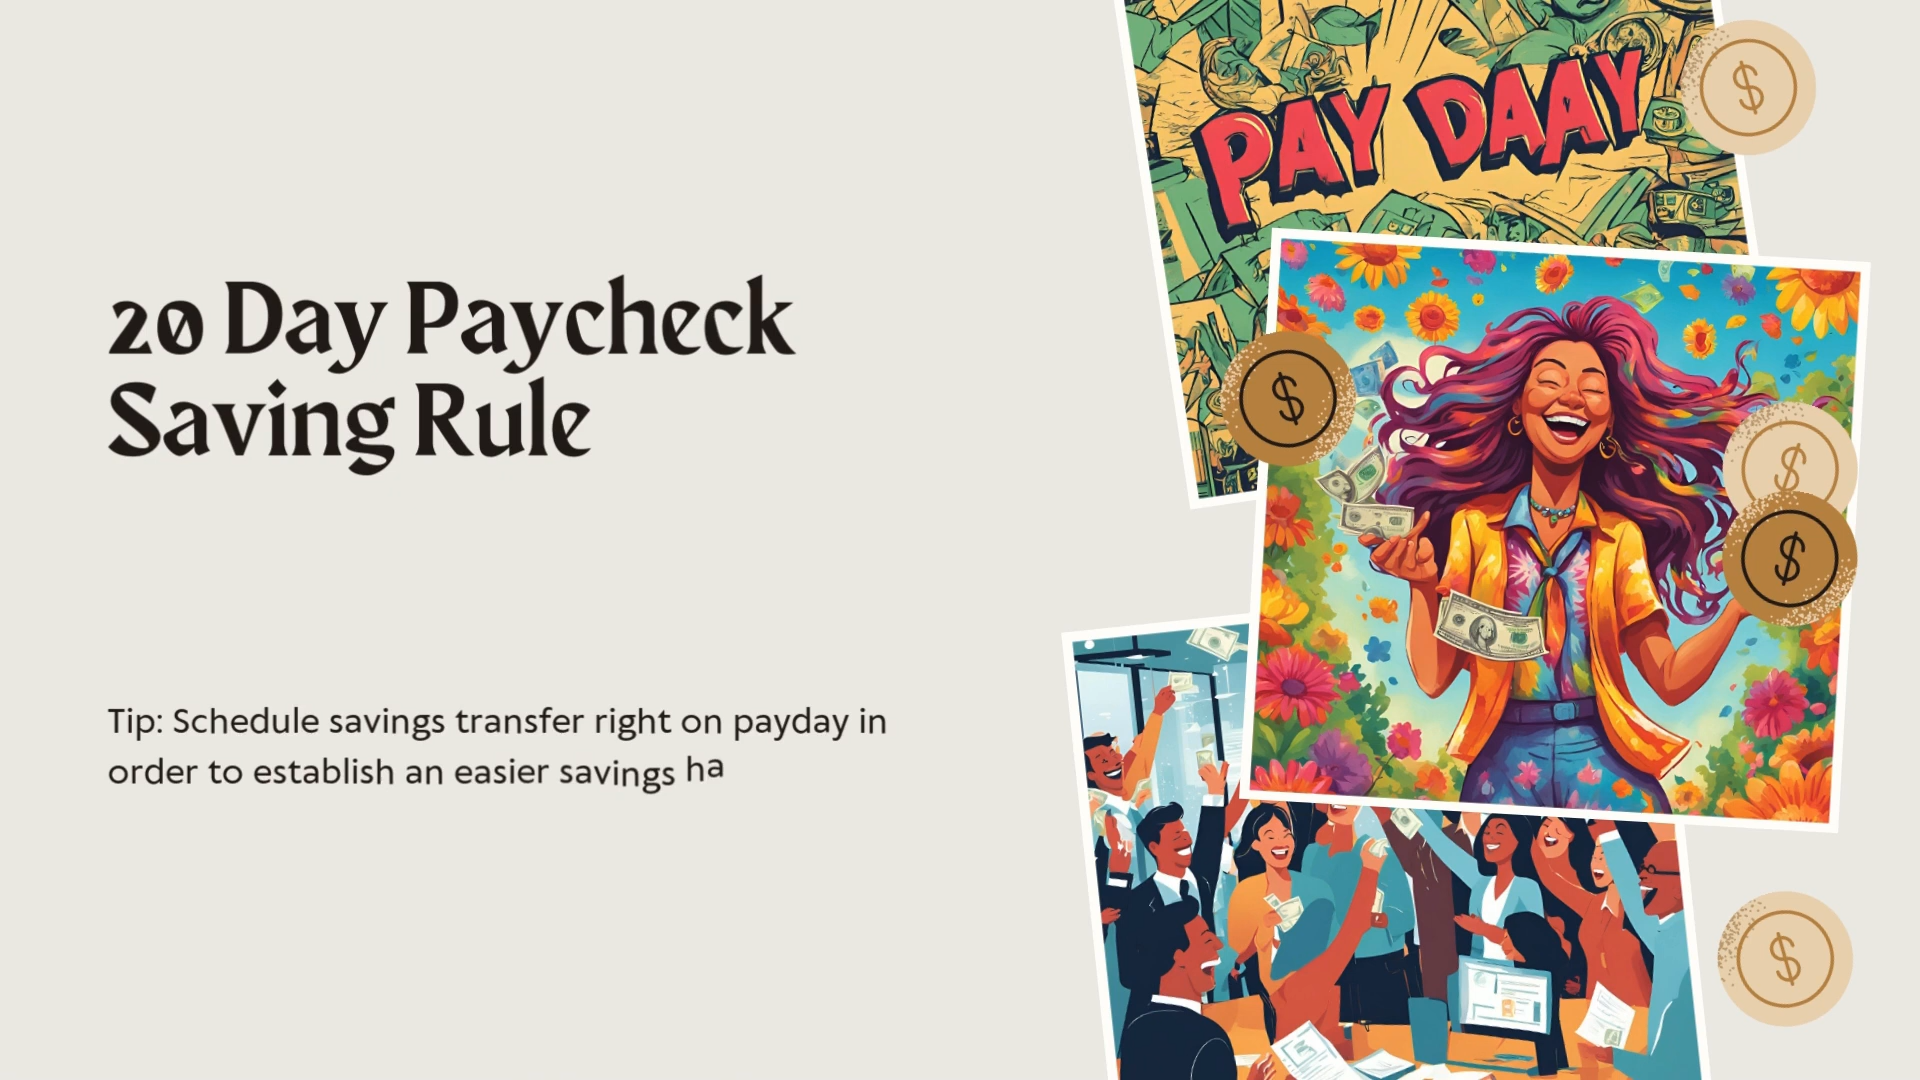 PAY DAAY
20 Day Paycheck
Saving Rule
Tip: Schedule savings transfer right on payday in
order to establish an easier savings ha
$
$
$
$
$